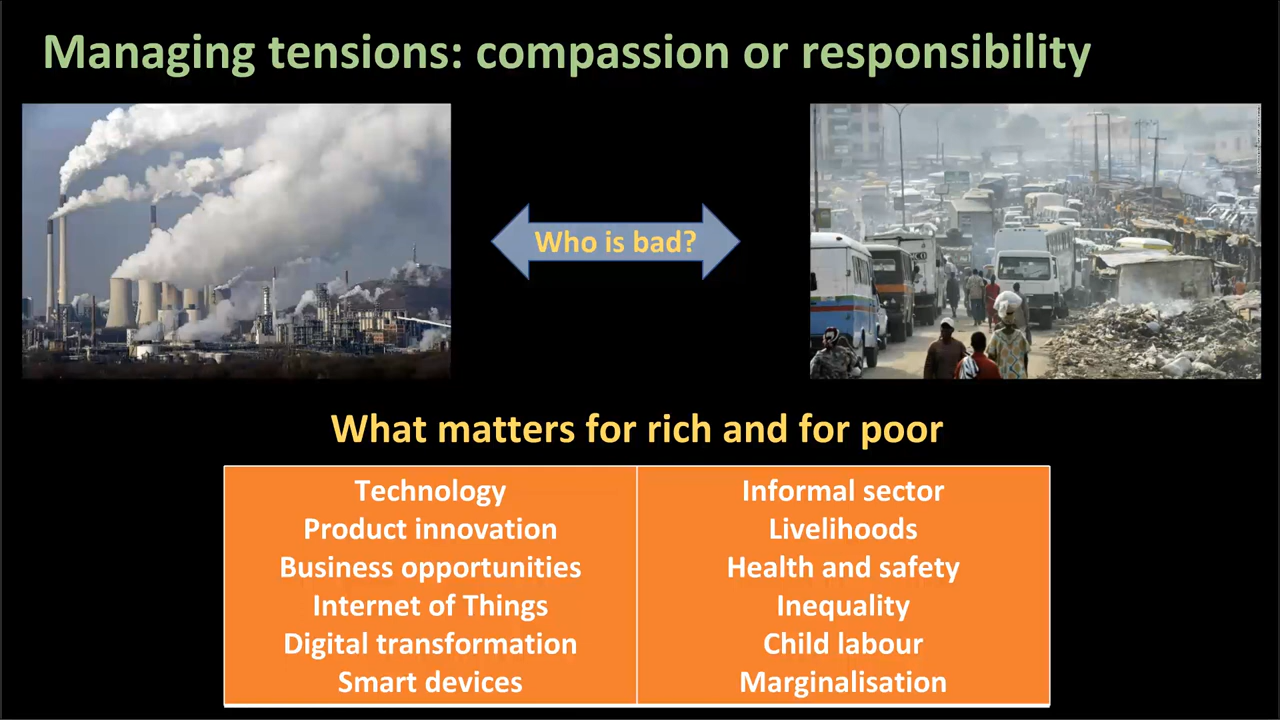 Managing tensions: compassion or responsibility
Who is bad?
What matters for rich and for poor
Technology
Product innovation
Business opportunities
Internet of Things
Digital transformation
Smart devices
Informal sector
Livelihoods
Health and safety
Inequality
Child labour
Marginalisation